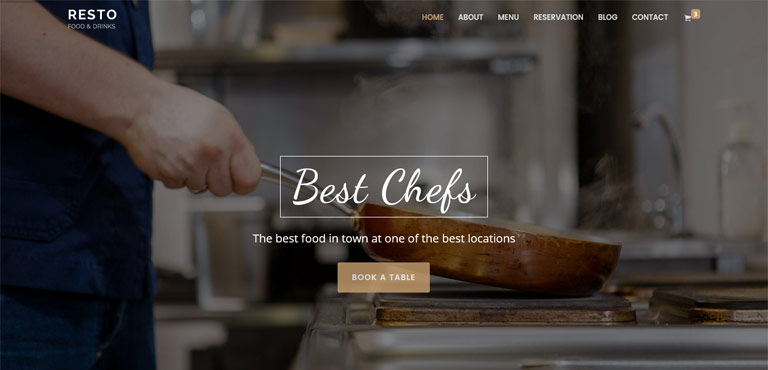 RESTO
FOOD & DRINKS
HOME ABOUT MENU RESERVATION BLOG CONTACT 3
Best Chefs
The best food in town at one of the best locations
BOOK A TABLE